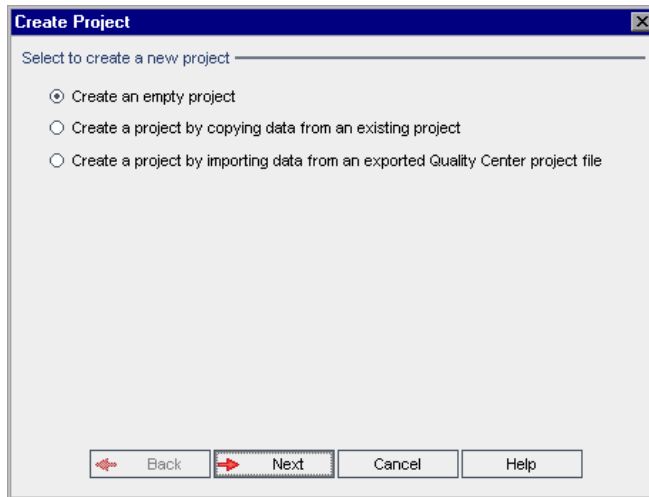 Create Project
Select to create a new project
Create an empty project
Create a project by copying data from an existing project
Create a project by importing data from an exported Quality Center project file
Back Next Cancel Help